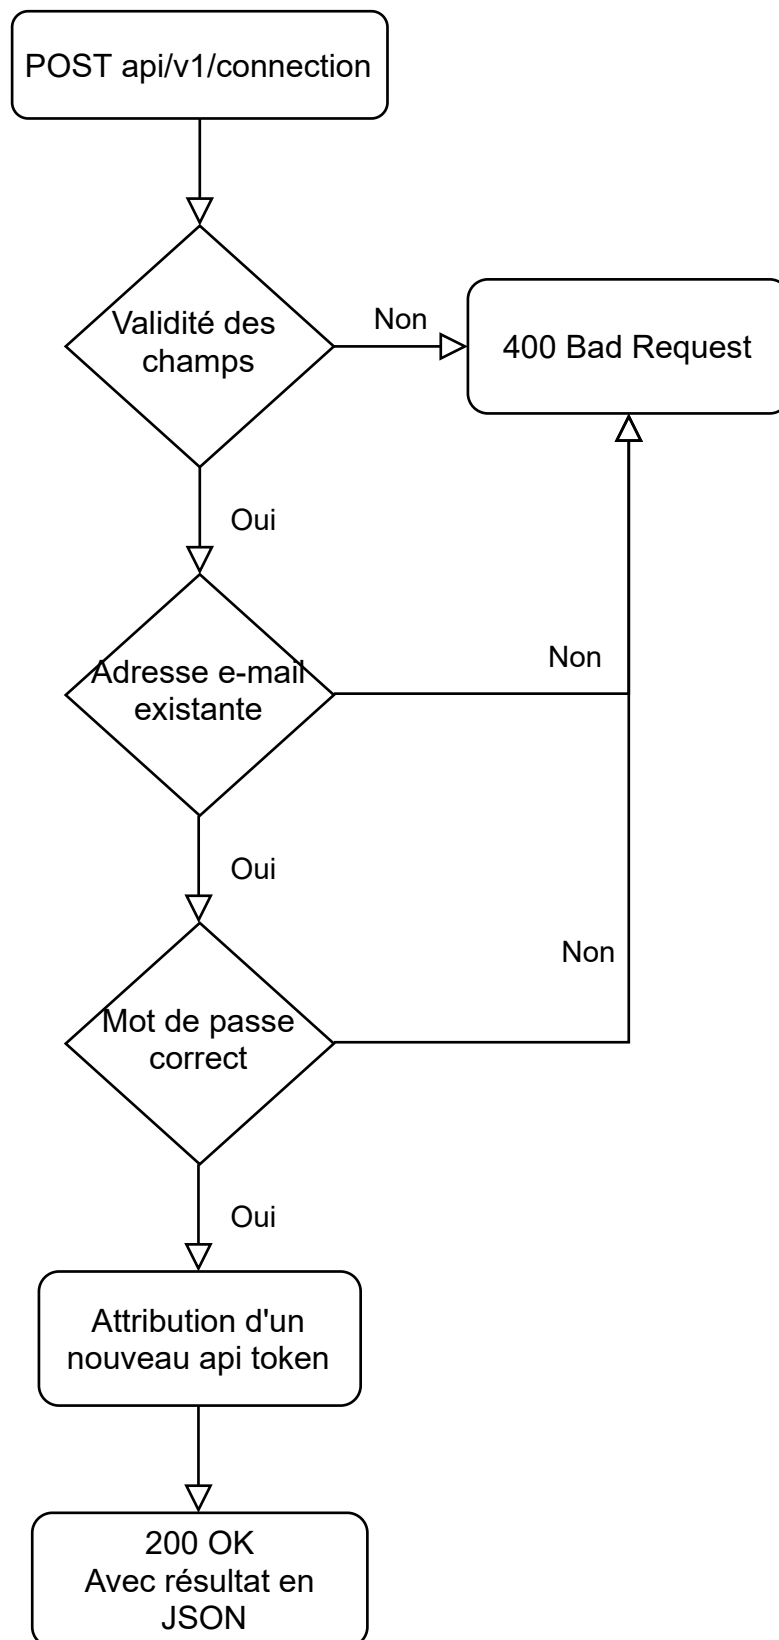 POST api/v1/connection
Validité des
champs
Non
400 Bad Request
Oui
Adresse e-mail
existante
Non
Oui
Mot de passe
correct
Non
Oui
Attribution d'un
nouveau api token
200 OK
Avec résultat en
JSON